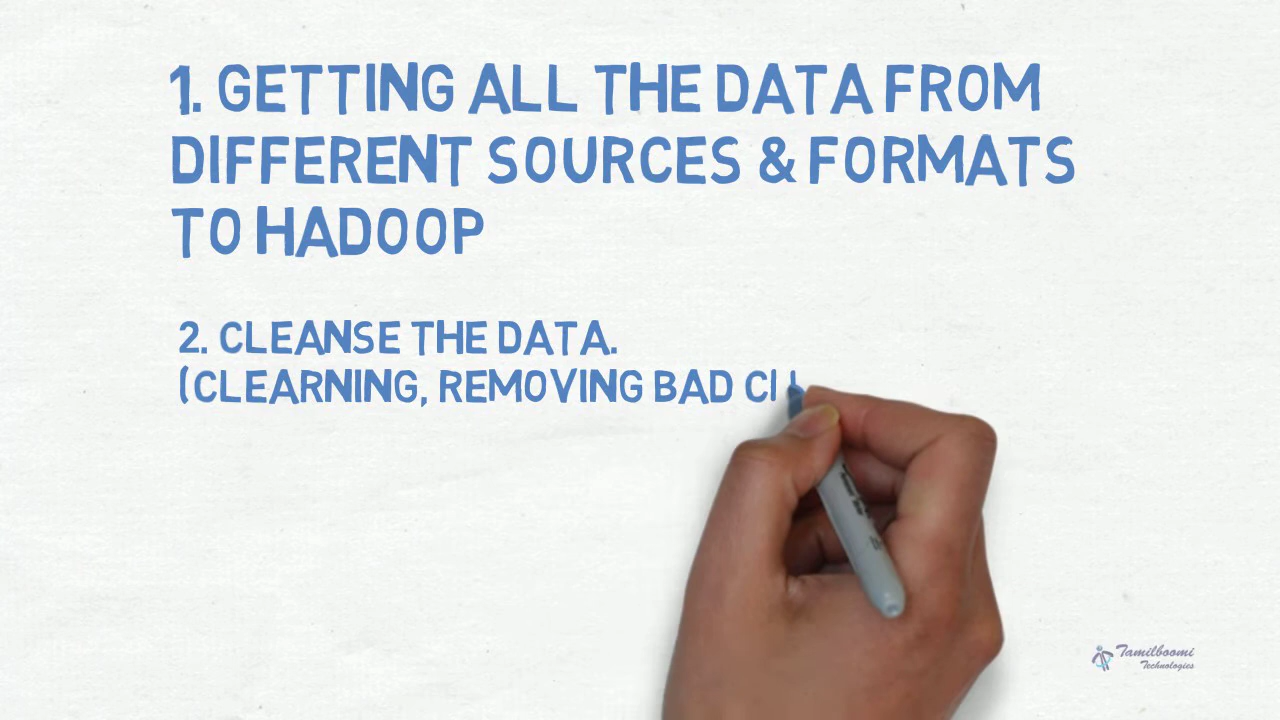 1. GETTING ALL THE DATA FROM
DIFFERENT SOURCES & FORMATS
TO HADOOP
2. CLEANSE THE DATA.
(CLEARNING, REMOVING BAD
Tamilboomi
Technologies